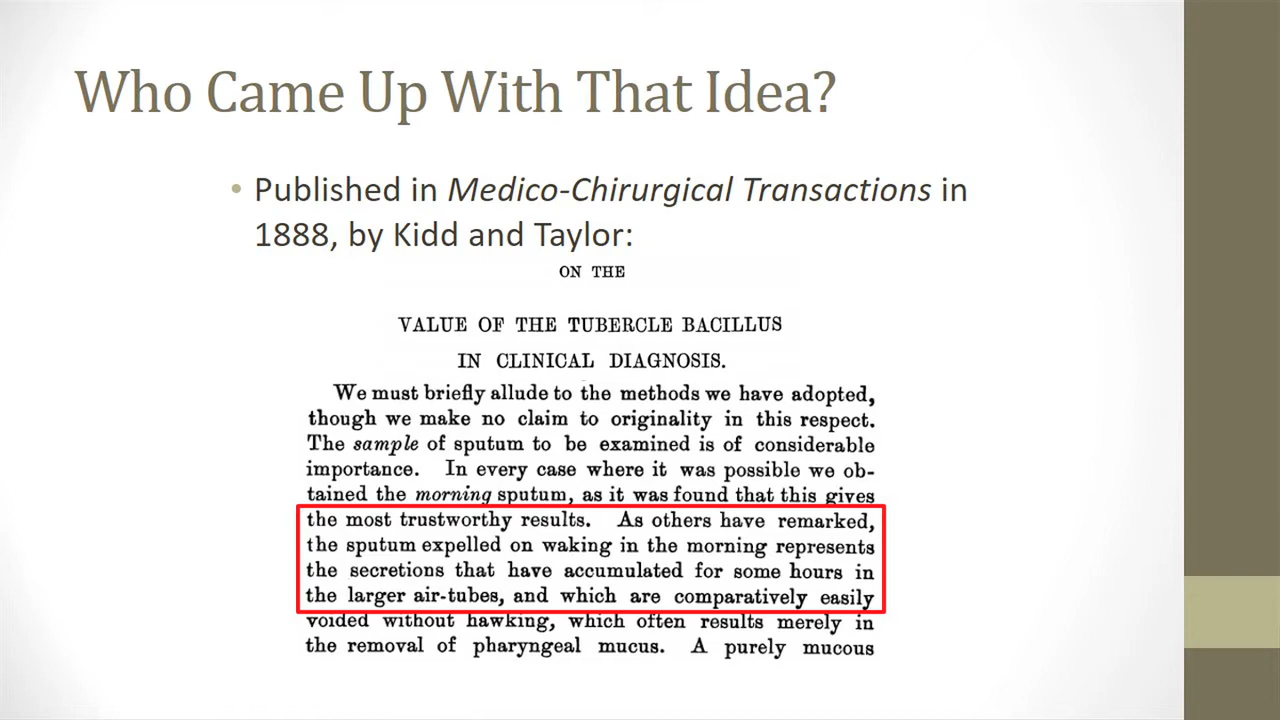 Who Came Up With That Idea?
• Published in Medico-Chirurgical Transactions in
1888, by Kidd and Taylor:
ON THE
VALUE OF THE TUBERCLE BACILLUS
IN CLINICAL DIAGNOSIS.
We must briefly allude to the methods we have adopted,
though we make no claim to originality in this respect.
The sample of sputum to be examined is of considerable
importance. In every case where it was possible we ob-
tained the morning sputum, as it was found that this gives
the most trustworthy results. As others have remarked,
the sputum expelled on waking in the morning represents
the secretions that have accumulated for some hours in
the larger air-tubes, and which are comparatively easily
voided without hawking, which often results merely in
the removal of pharyngeal mucus. A purely mucous